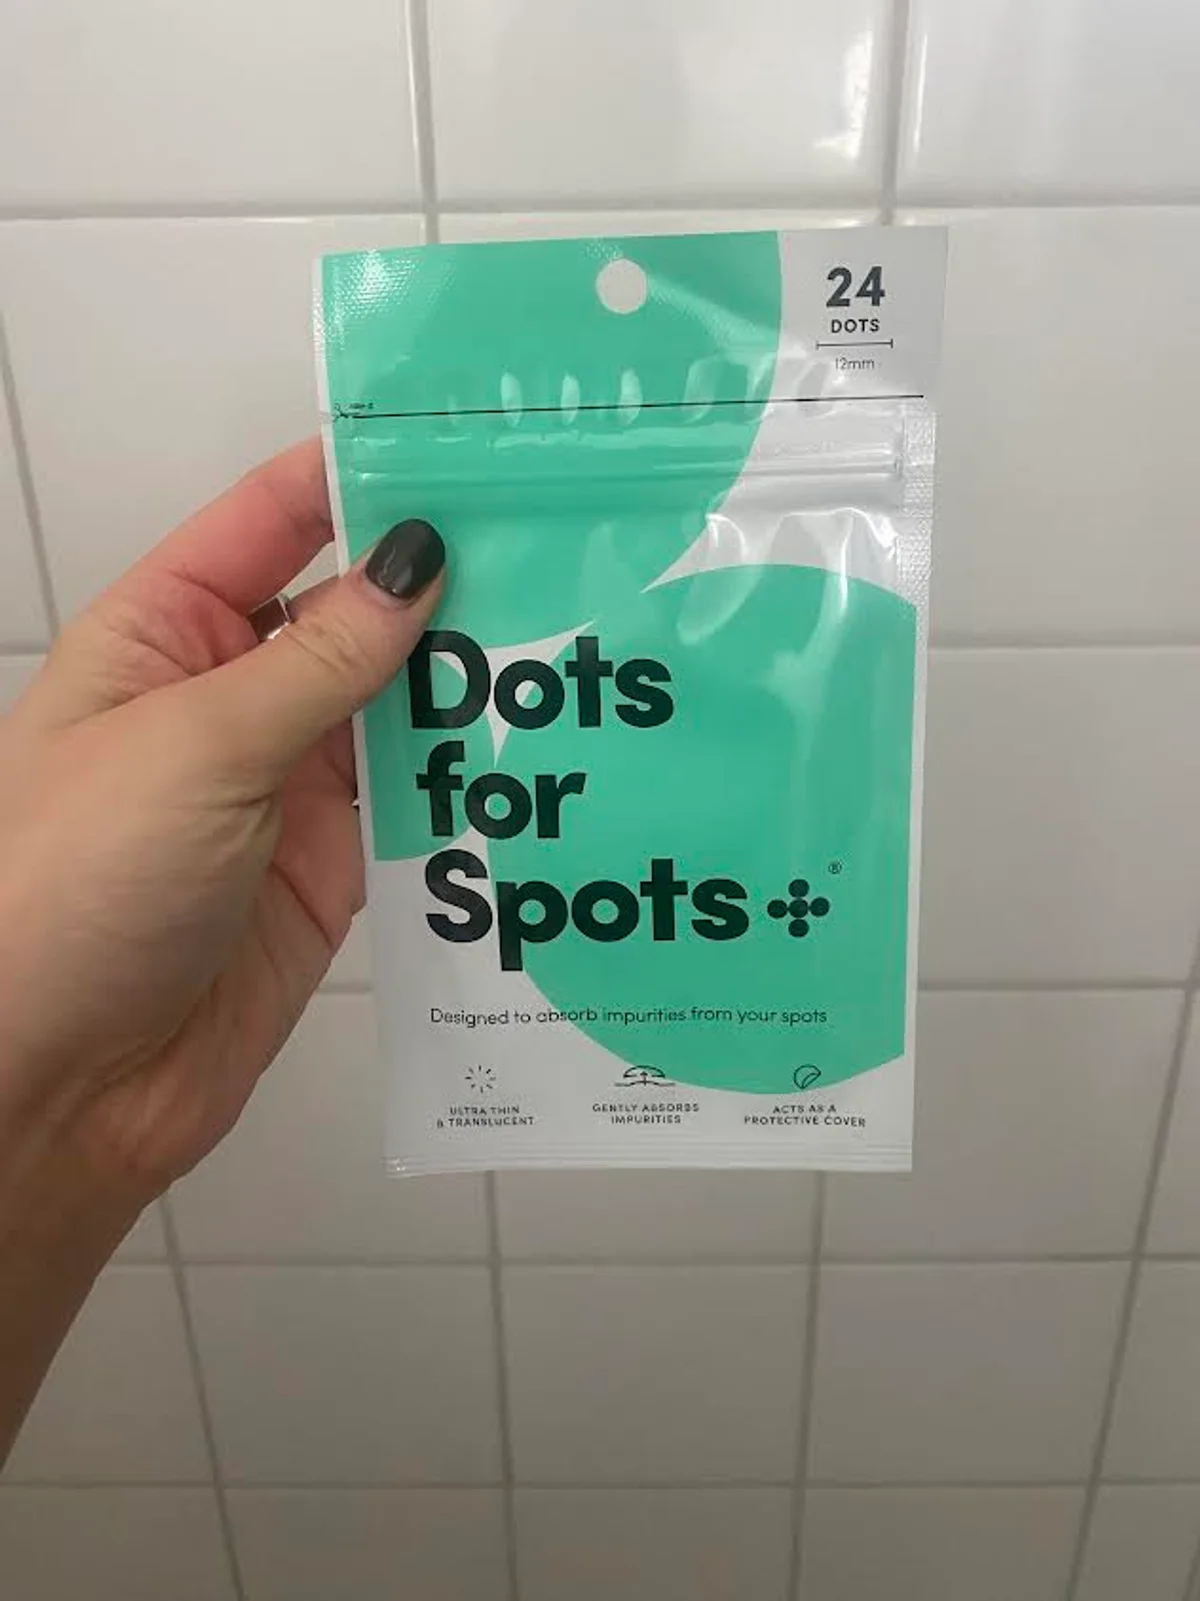 24
DOTS
12mm
Dots
for
Spots
®
Designed to absorb impurities from your spots
ULTRA THIN
& TRANSLUCENT
GENTLY ABSORBS
IMPURITIES
ACTS AS A
PROTECTIVE COVER